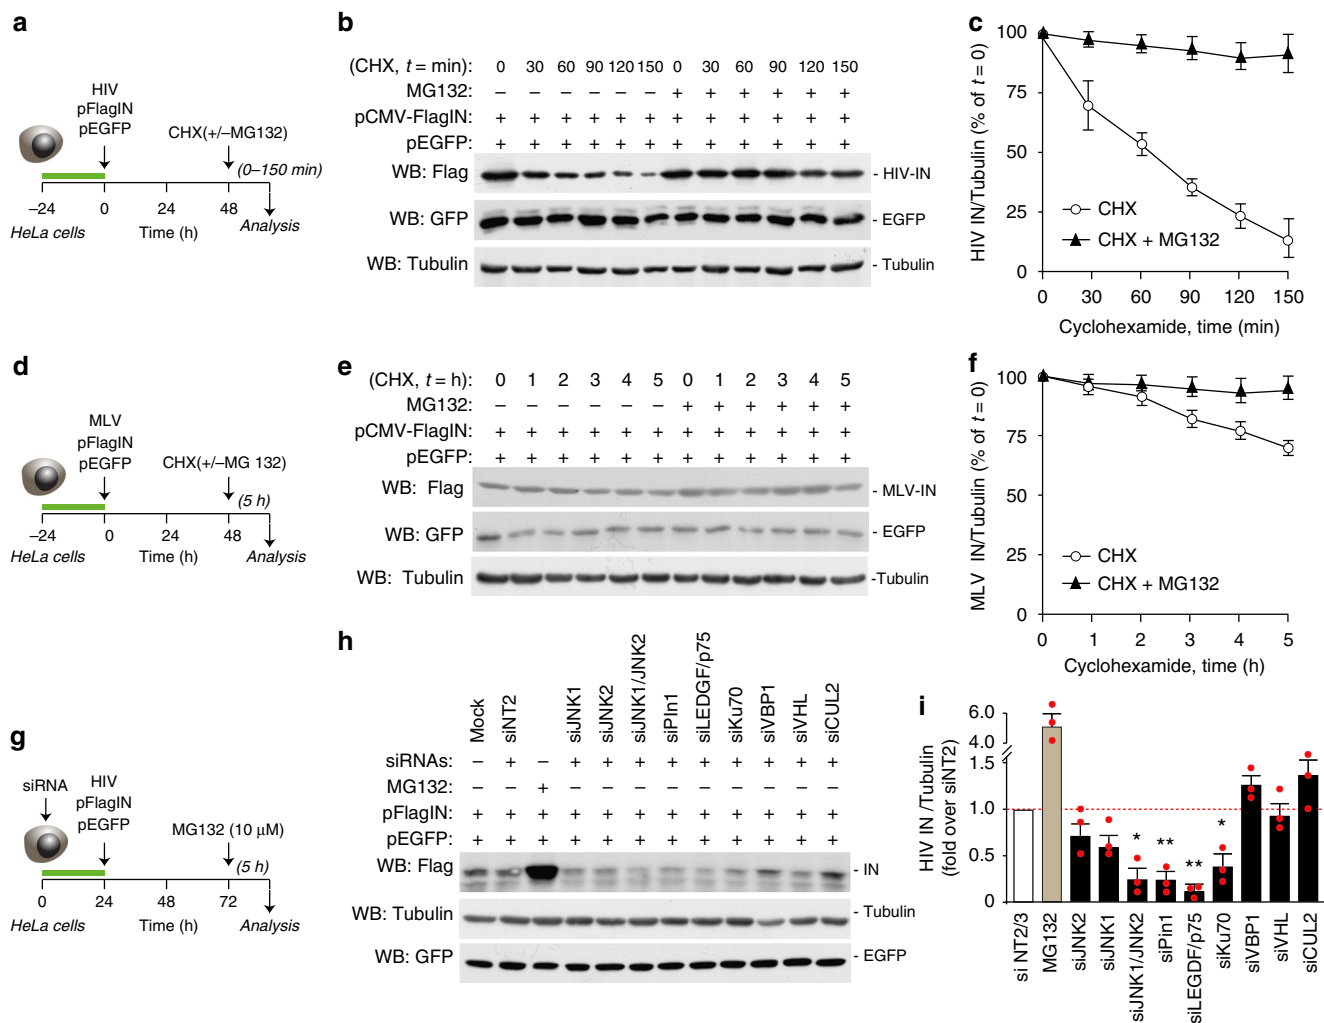 a
HIV
pFlagIN
pEGFP
CHX(+/–MG132)
(0–150 min)
–24 0 24 48
HeLa cells Time (h) Analysis
b
(CHX, t = min): 0 30 60 90 120 150 0 30 60 90 120 150
MG132: – – – – – – + + + + + +
pCMV-FlagIN: + + + + + + + + + + + +
pEGFP: + + + + + + + + + + + +
WB: Flag - HIV-IN
WB: GFP - EGFP
WB: Tubulin - Tubulin
c
HIV IN/Tubulin (% of t = 0)
100
75
50
25
0
CHX
CHX + MG132
0 30 60 90 120 150
Cyclohexamide, time (min)
d
MLV
pFlagIN
pEGFP
CHX(+/–MG 132)
(5 h)
–24 0 24 48
HeLa cells Time (h) Analysis
e
(CHX, t = h): 0 1 2 3 4 5 0 1 2 3 4 5
MG132: – – – – – – + + + + + +
pCMV-FlagIN: + + + + + + + + + + + +
pEGFP: + + + + + + + + + + + +
WB: Flag - MLV-IN
WB: GFP - EGFP
WB: Tubulin -Tubulin
f
MLV IN/Tubulin (% of t = 0)
100
75
50
25
0
CHX
CHX + MG132
0 1 2 3 4 5
Cyclohexamide, time (h)
g
siRNA
HIV
pFlagIN
pEGFP
MG132 (10 μM)
(5 h)
0 24 48 72
HeLa cells Time (h) Analysis
h
Mock siNT2 siJNK1 siJNK2 siJNK1/JNK2 siPIn1 siLEDGF/p75 siKu70 siVBP1 siVHL siCUL2
siRNAs: – + – + + + + + + + + +
MG132: – – + – – – – – – – – –
pFlagIN: + + + + + + + + + + + +
pEGFP: + + + + + + + + + + + +
WB: Flag - IN
WB: Tubulin - Tubulin
WB: GFP - EGFP
i
HIV IN /Tubulin
(fold over siNT2)
6.0
4.0
1.5
1.0
0.5
0
* ** ** *
si NT2/3 MG132 siJNK2 siJNK1 siJNK1/JNK2 siPin1 siLEGDF/p75 siKu70 siVBP1 siVHL siCUL2